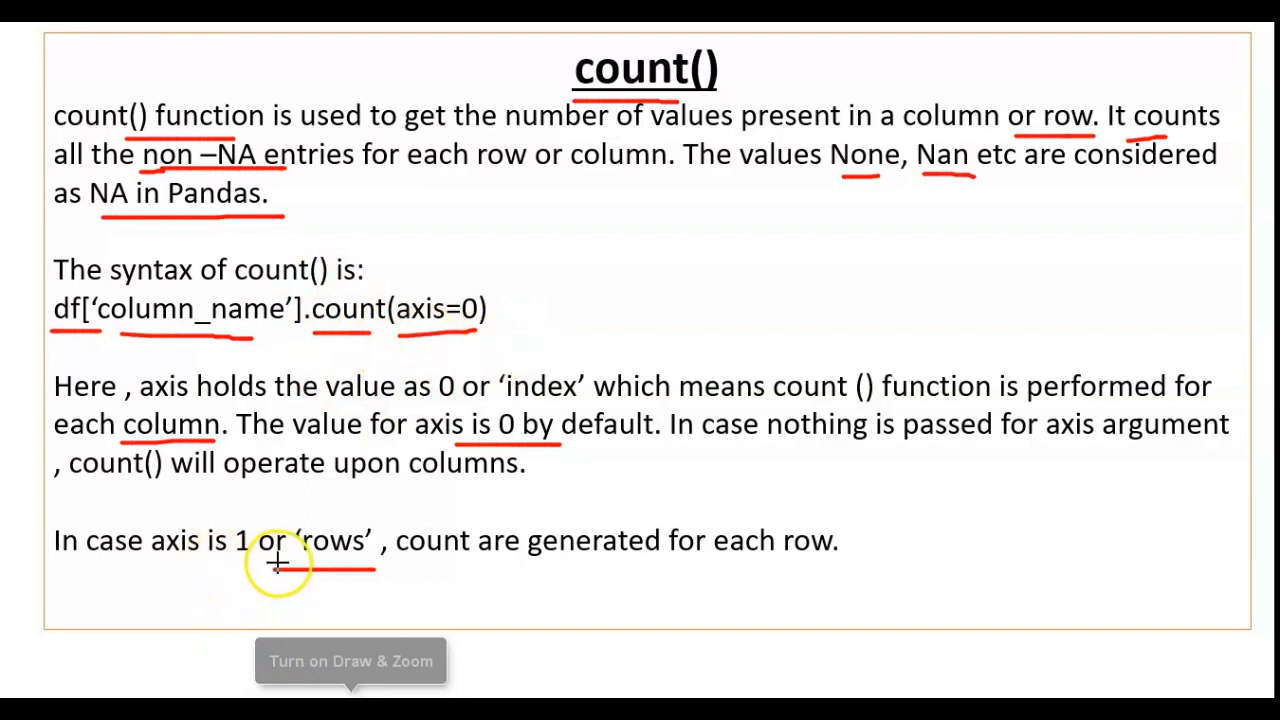 count()
count() function is used to get the number of values present in a column or row. It counts
all the non –NA entries for each row or column. The values None, Nan etc are considered
as NA in Pandas.
The syntax of count() is:
df[‘column_name’].count(axis=0)
Here , axis holds the value as 0 or ‘index’ which means count () function is performed for
each column. The value for axis is 0 by default. In case nothing is passed for axis argument
, count() will operate upon columns.
In case axis is 1 or ‘rows’ , count are generated for each row.
Turn on Draw & Zoom